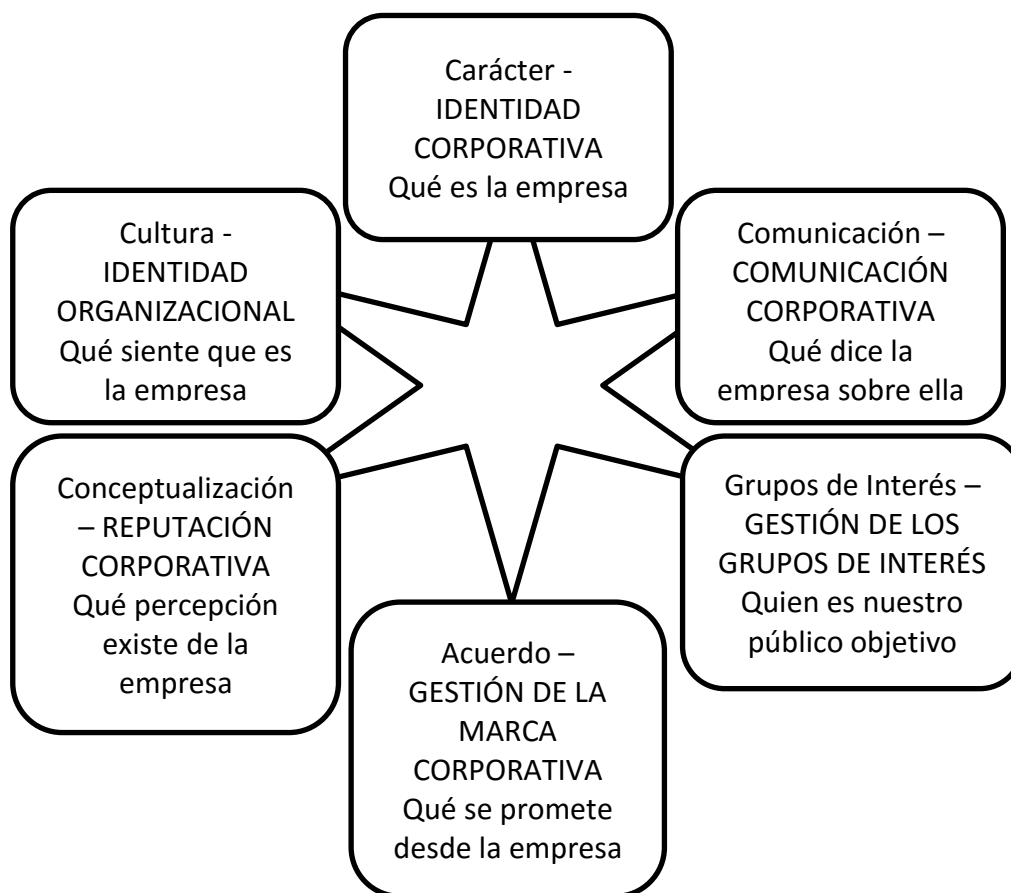 Carácter -
IDENTIDAD
CORPORATIVA
Qué es la empresa
Cultura -
IDENTIDAD
ORGANIZACIONAL
Qué siente que es
la empresa
Comunicación –
COMUNICACIÓN
CORPORATIVA
Qué dice la
empresa sobre ella
Conceptualización
– REPUTACIÓN
CORPORATIVA
Qué percepción
existe de la
empresa
Grupos de Interés –
GESTIÓN DE LOS
GRUPOS DE INTERÉS
Quien es nuestro
público objetivo
Acuerdo –
GESTIÓN DE LA
MARCA
CORPORATIVA
Qué se promete
desde la empresa